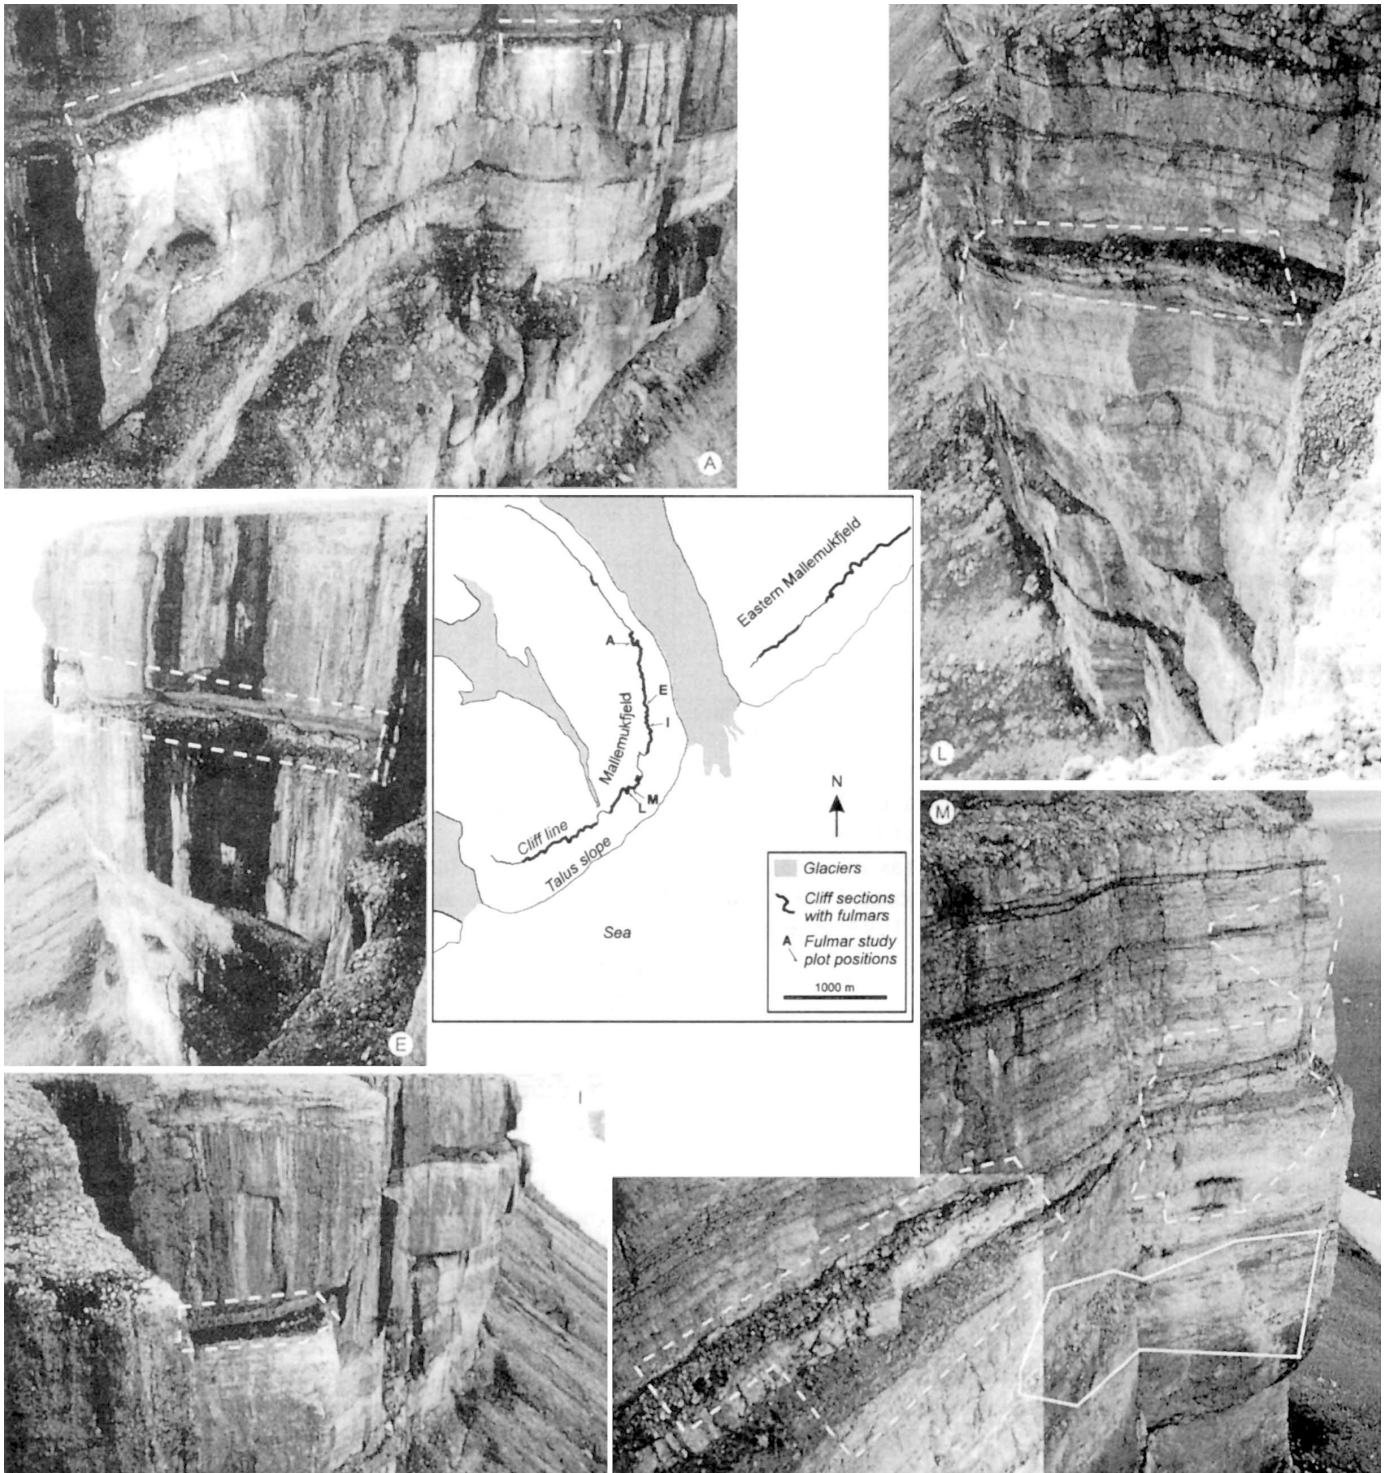 A
L
E
Eastern Mallemukfjeld
A
E
I
Mallemukfjeld
M
L
Cliff line
Talus slope
Sea
N
Glaciers
Cliff sections
with fulmars
A
Fulmar study
plot positions
1000 m
M
I